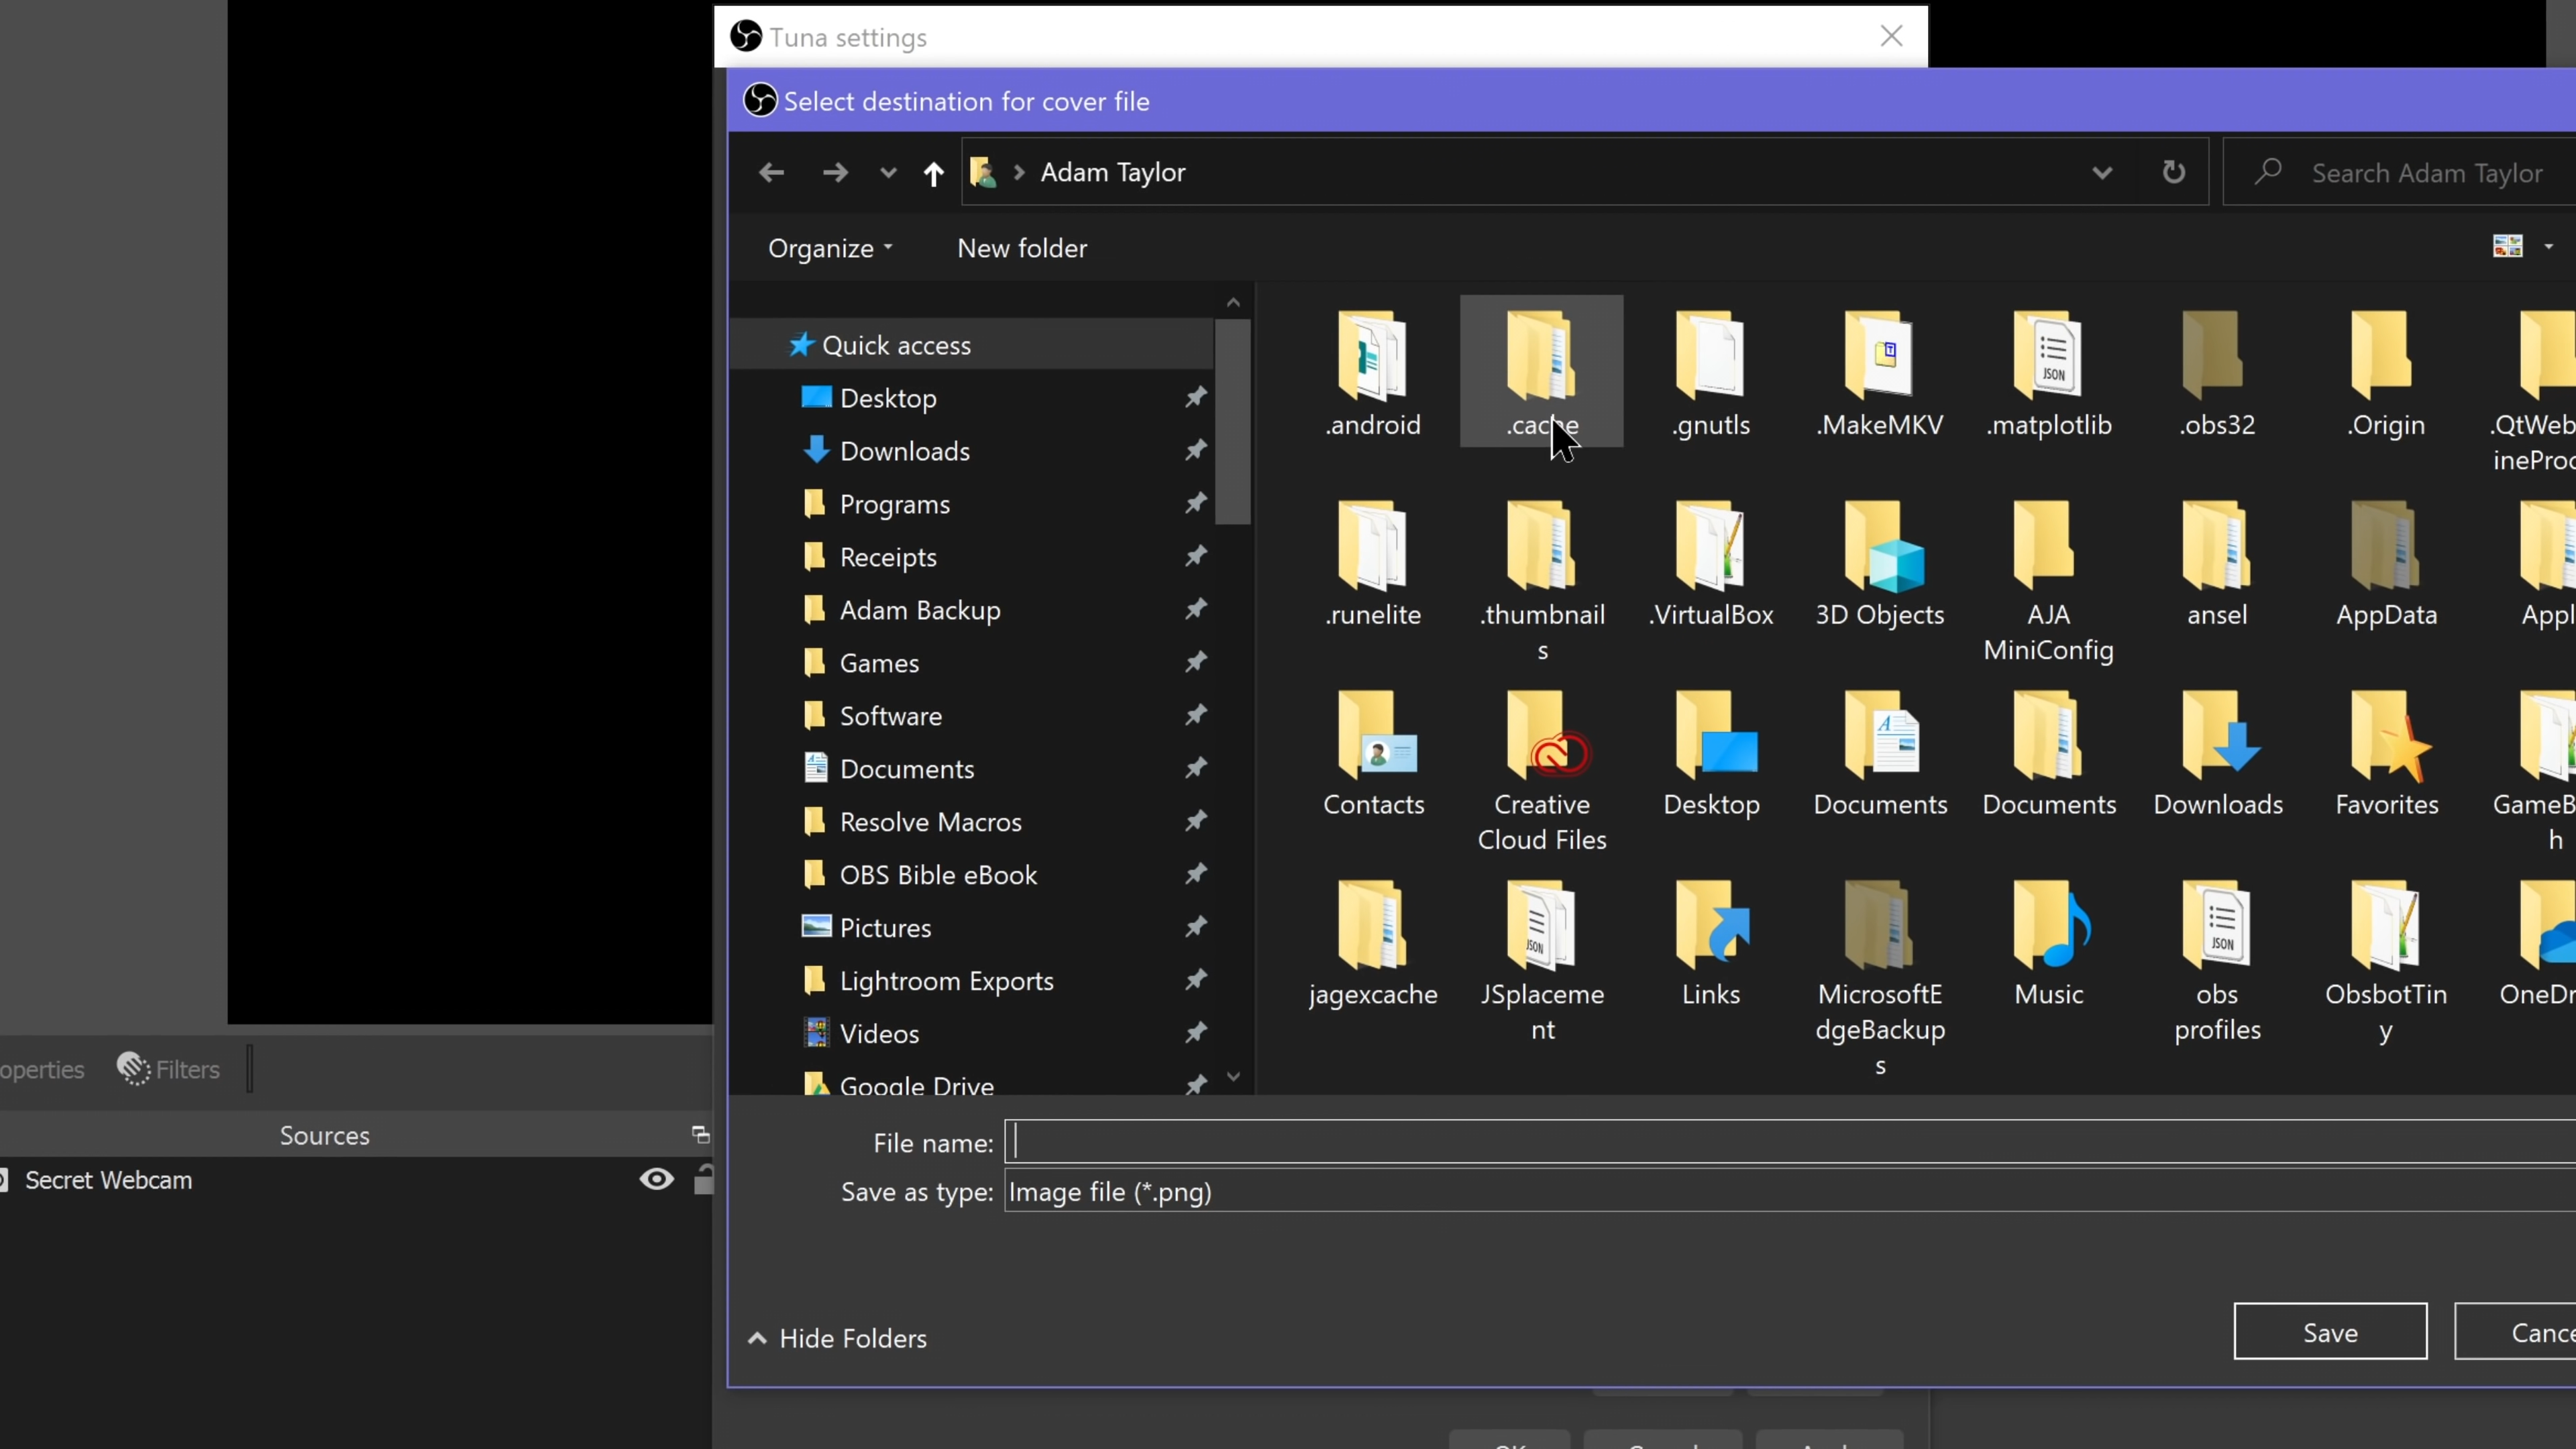 Tuna settings
Select destination for cover file
Adam Taylor
Search Adam Taylor
Organize
New folder
Quick access
Desktop
Downloads
Programs
Receipts
Adam Backup
Games
Software
Documents
Resolve Macros
OBS Bible eBook
Pictures
Lightroom Exports
Videos
Google Drive
.android
.cache
.gnutls
.MakeMKV
.matplotlib
.obs32
.Origin
.QtWeb
ineProc
.runelite
.thumbnail
s
.VirtualBox
3D Objects
AJA
MiniConfig
ansel
AppData
Appl
Contacts
Creative
Cloud Files
Desktop
Documents
Documents
Downloads
Favorites
GameB
h
jagexcache
JSplaceme
nt
Links
MicrosoftE
dgeBackup
s
Music
obs
profiles
ObsbotTin
y
OneDr
JSON
JSON
JSON
File name:
Save as type:
Image file (*.png)
Hide Folders
Save
Cance
operties
Filters
Sources
Secret Webcam